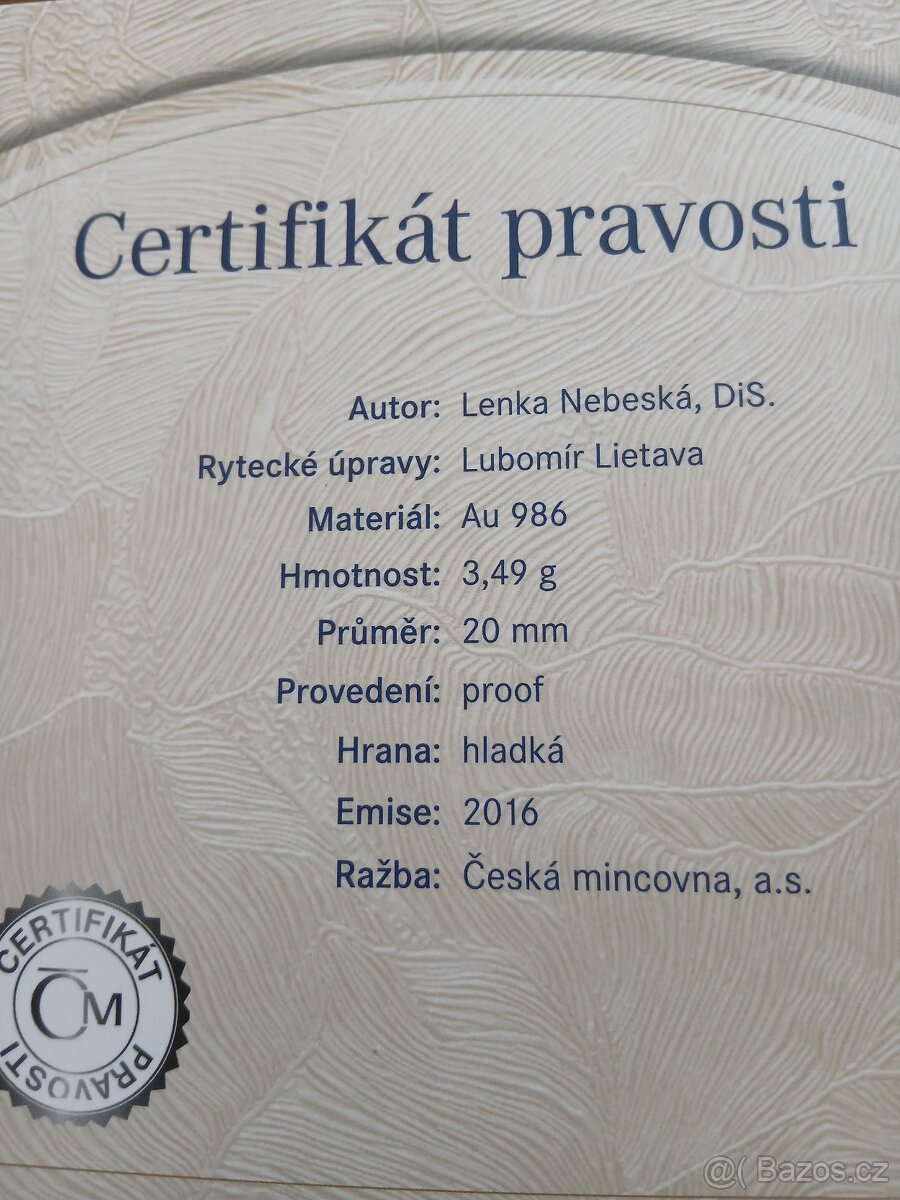 Certifikát pravosti
Autor: Lenka Nebeská, DiS.
Rytecké úpravy: Lubomír Lietava
Materiál: Au 986
Hmotnost: 3,49 g
Průměr: 20 mm
Provedení: proof
Hrana: hladká
Emise: 2016
Ražba: Česká mincovna, a.s.
CERTIFIKÁT
ČM
PRAVOSTI
@( Bazos.cz